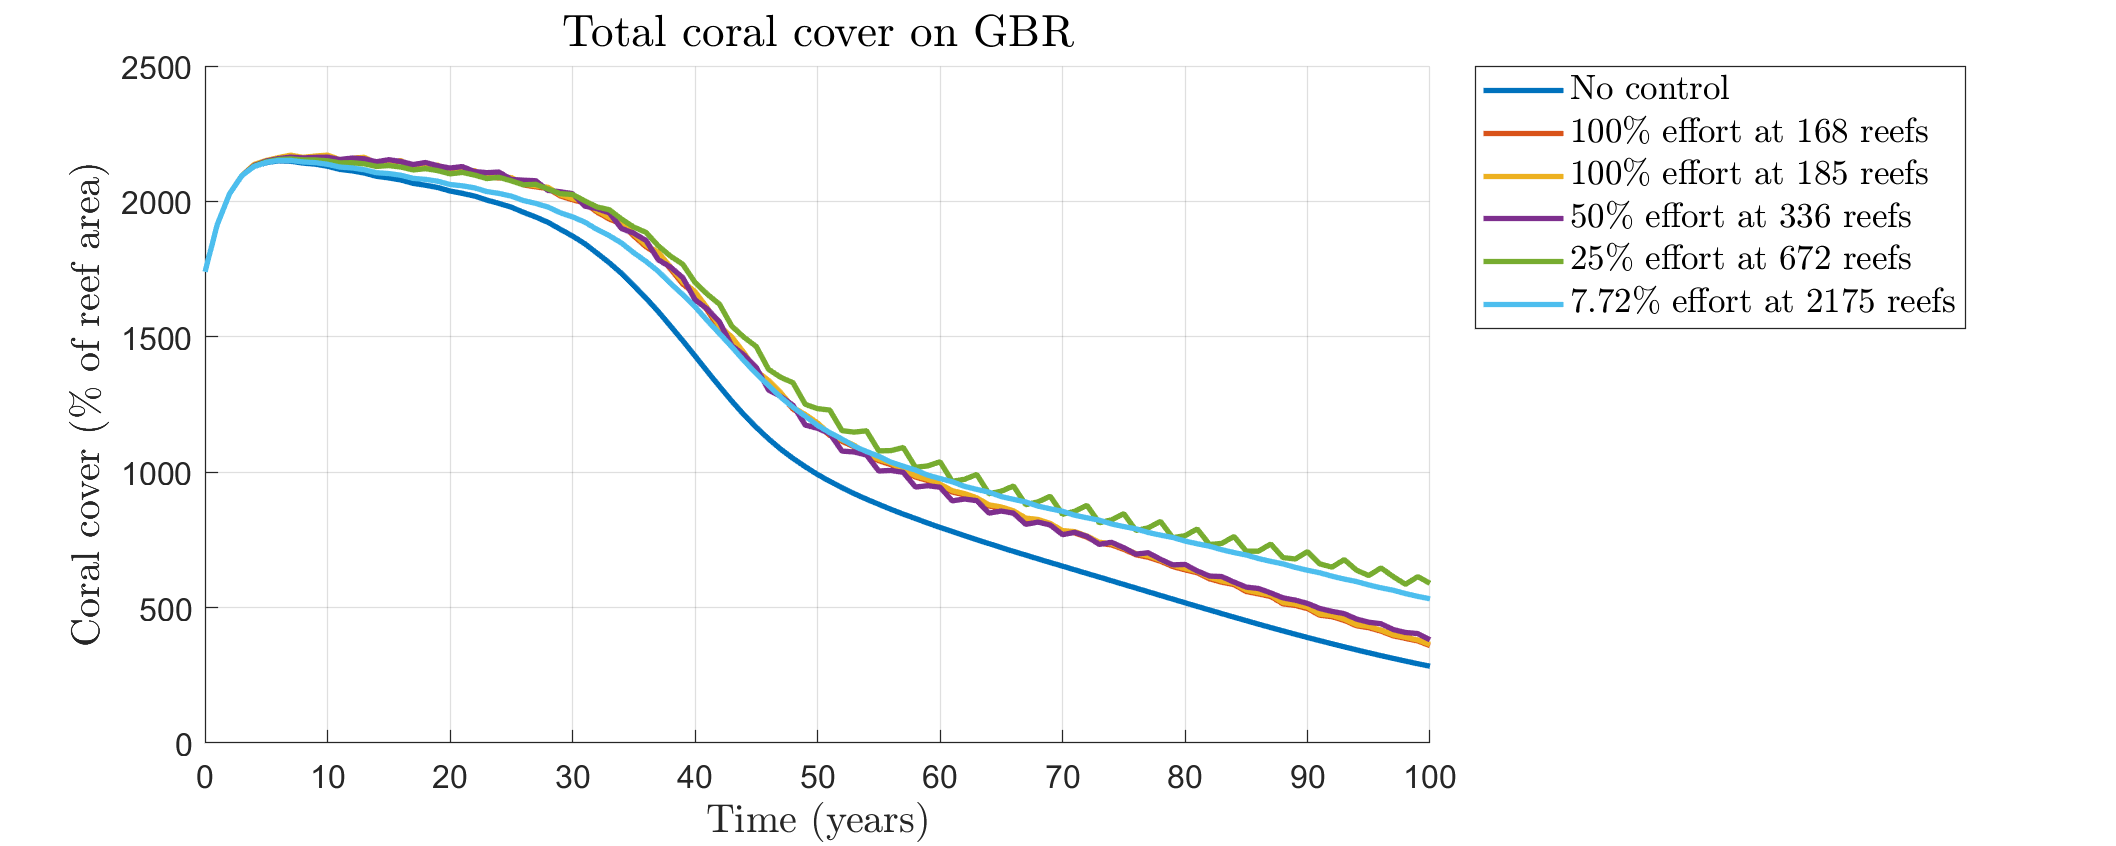 Total coral cover on GBR
2500
2000
1500
1000
500
0
Coral cover (% of reef area)
0 10 20 30 40 50 60 70 80 90 100
Time (years)
No control
100% effort at 168 reefs
100% effort at 185 reefs
50% effort at 336 reefs
25% effort at 672 reefs
7.72% effort at 2175 reefs